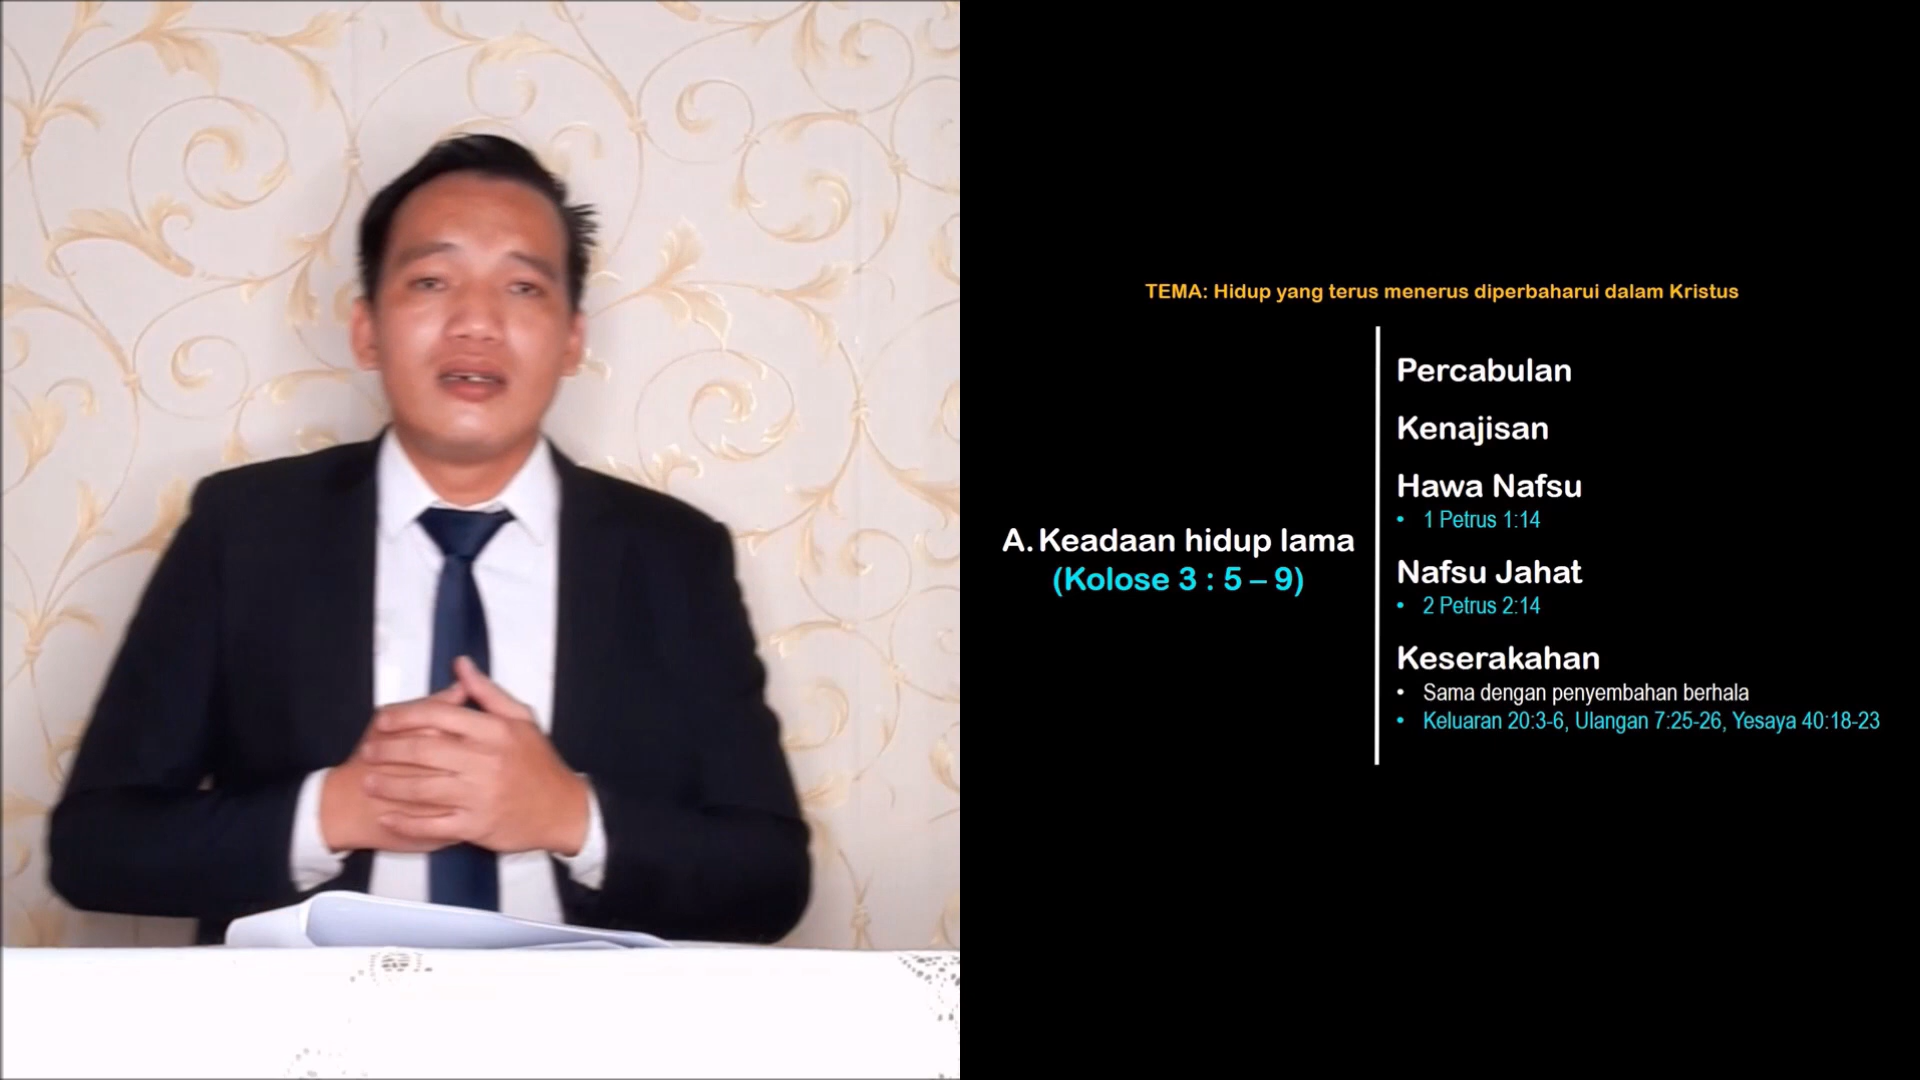 TEMA: Hidup yang terus menerus diperbaharui dalam Kristus
A. Keadaan hidup lama
(Kolose 3 : 5 – 9)
Percabulan
Kenajisan
Hawa Nafsu
• 1 Petrus 1:14
Nafsu Jahat
• 2 Petrus 2:14
Keserakahan
• Sama dengan penyembahan berhala
• Keluaran 20:3-6, Ulangan 7:25-26, Yesaya 40:18-23